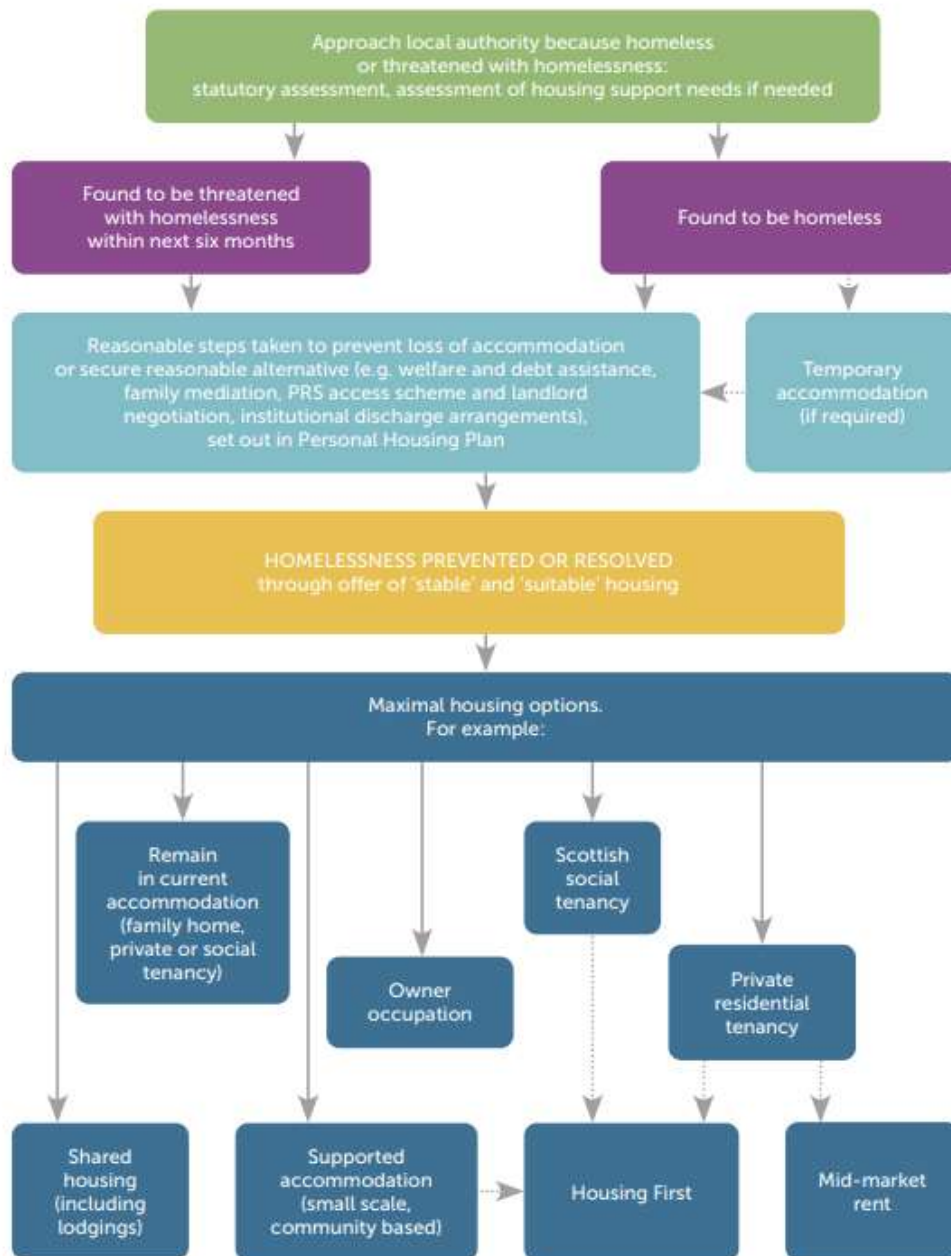 Approach local authority because homeless
or threatened with homelessness:
statutory assessment, assessment of housing support needs if needed
Found to be threatened
with homelessness
within next six months
Found to be homeless
Reasonable steps taken to prevent loss of accommodation
or secure reasonable alternative (e.g. welfare and debt assistance,
family mediation, PRS access scheme and landlord
negotiation, institutional discharge arrangements),
set out in Personal Housing Plan
Temporary
accommodation
(if required)
HOMELESSNESS PREVENTED OR RESOLVED
through offer of 'stable' and 'suitable' housing
Maximal housing options.
For example:
Remain
in current
accommodation
(family home,
private or social
tenancy)
Scottish
social
tenancy
Owner
occupation
Private
residential
tenancy
Shared
housing
(including
lodgings)
Supported
accommodation
(small scale,
community based)
Housing First
Mid-market
rent